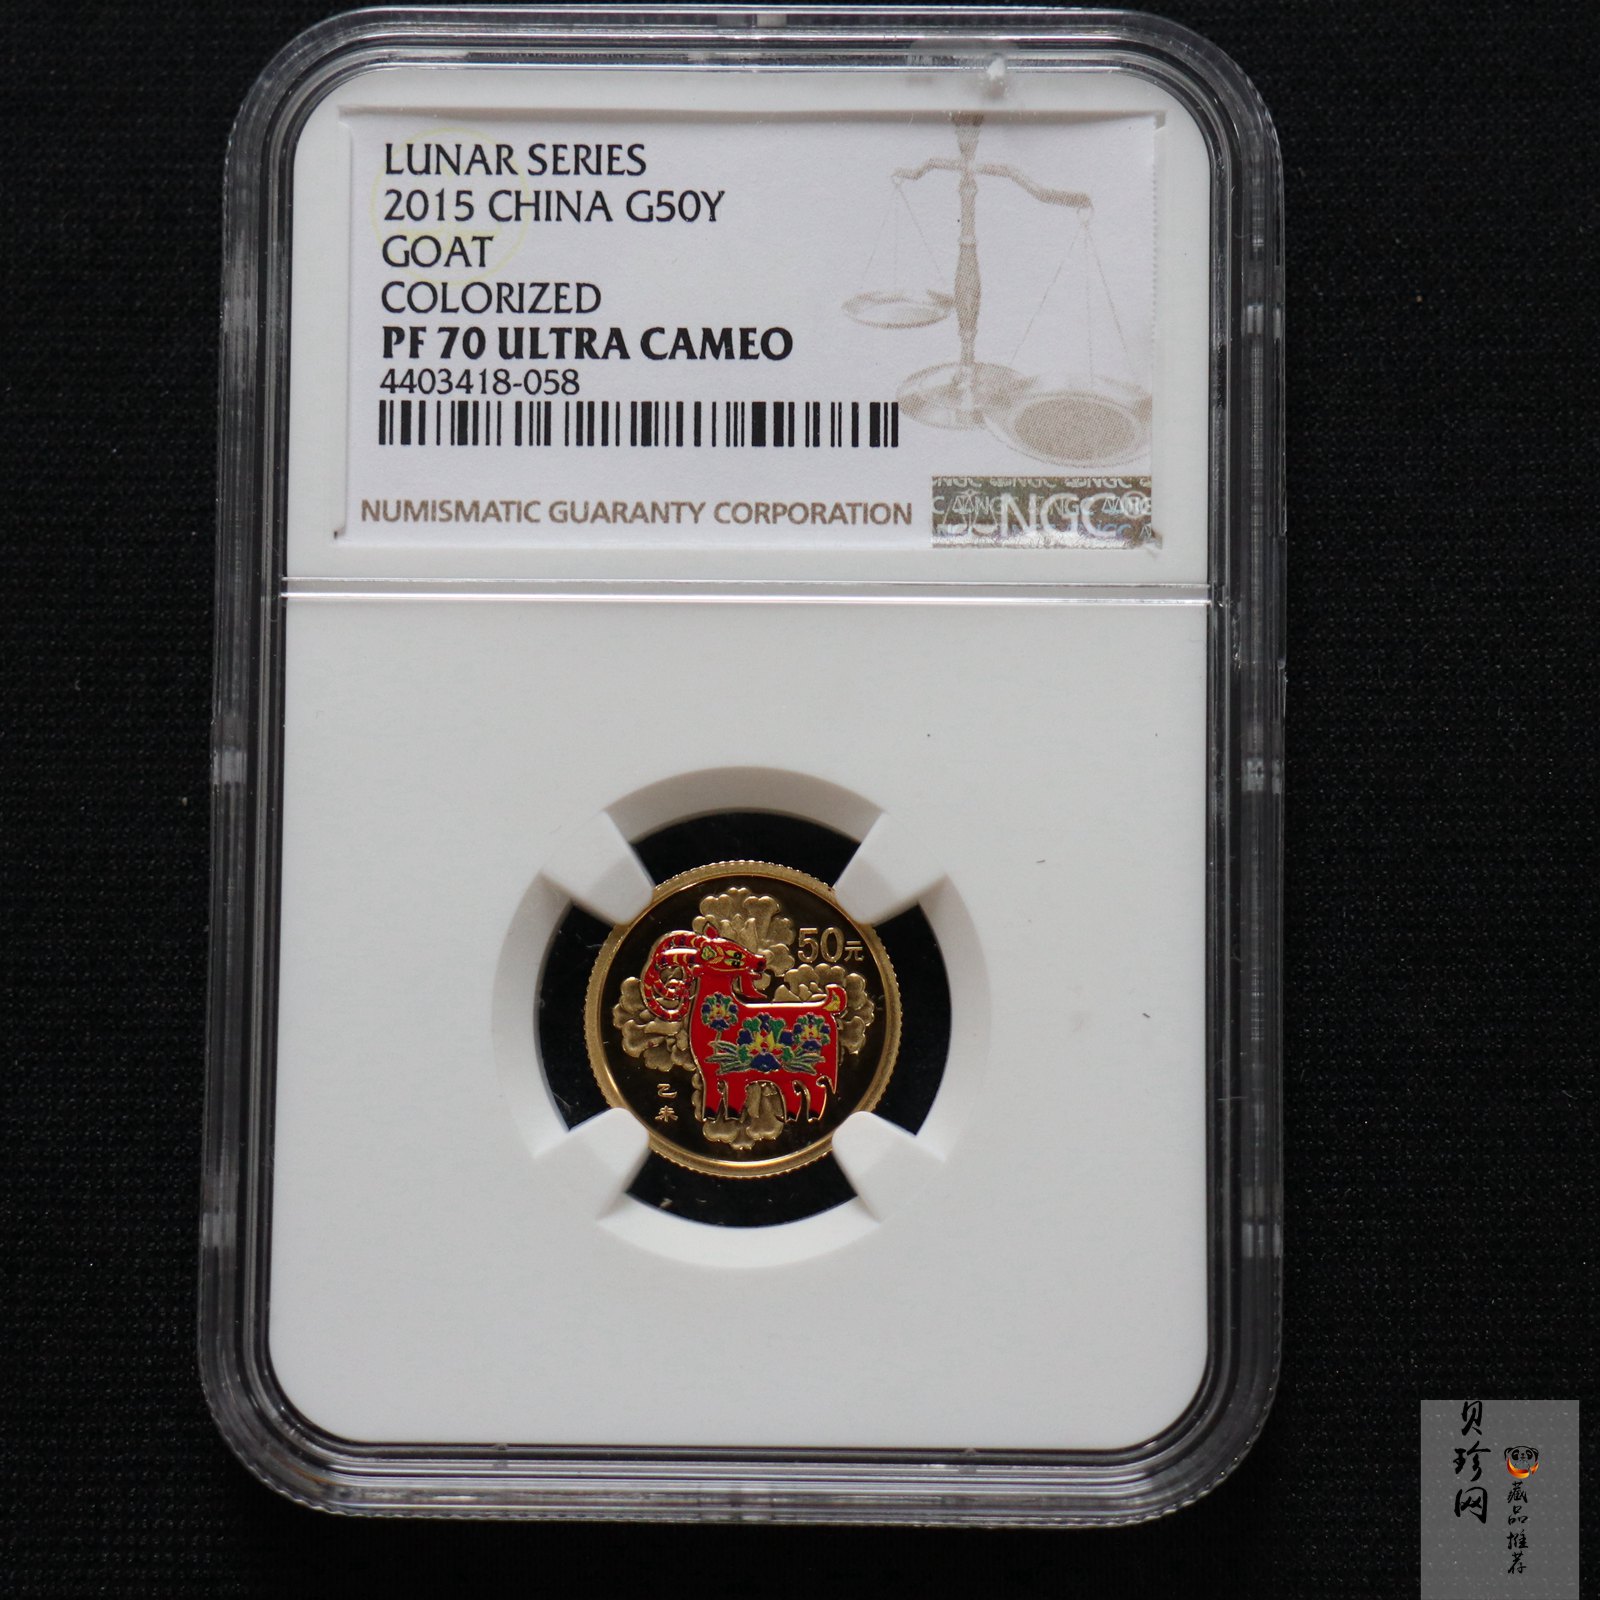 LUNAR SERIES
2015 CHINA G50Y
GOAT
COLORIZED
PF 70 ULTRA CAMEO
4403418-058
NUMISMATIC GUARANTY CORPORATION
NGC®
50元
乙未
贝珍网
藏品推荐